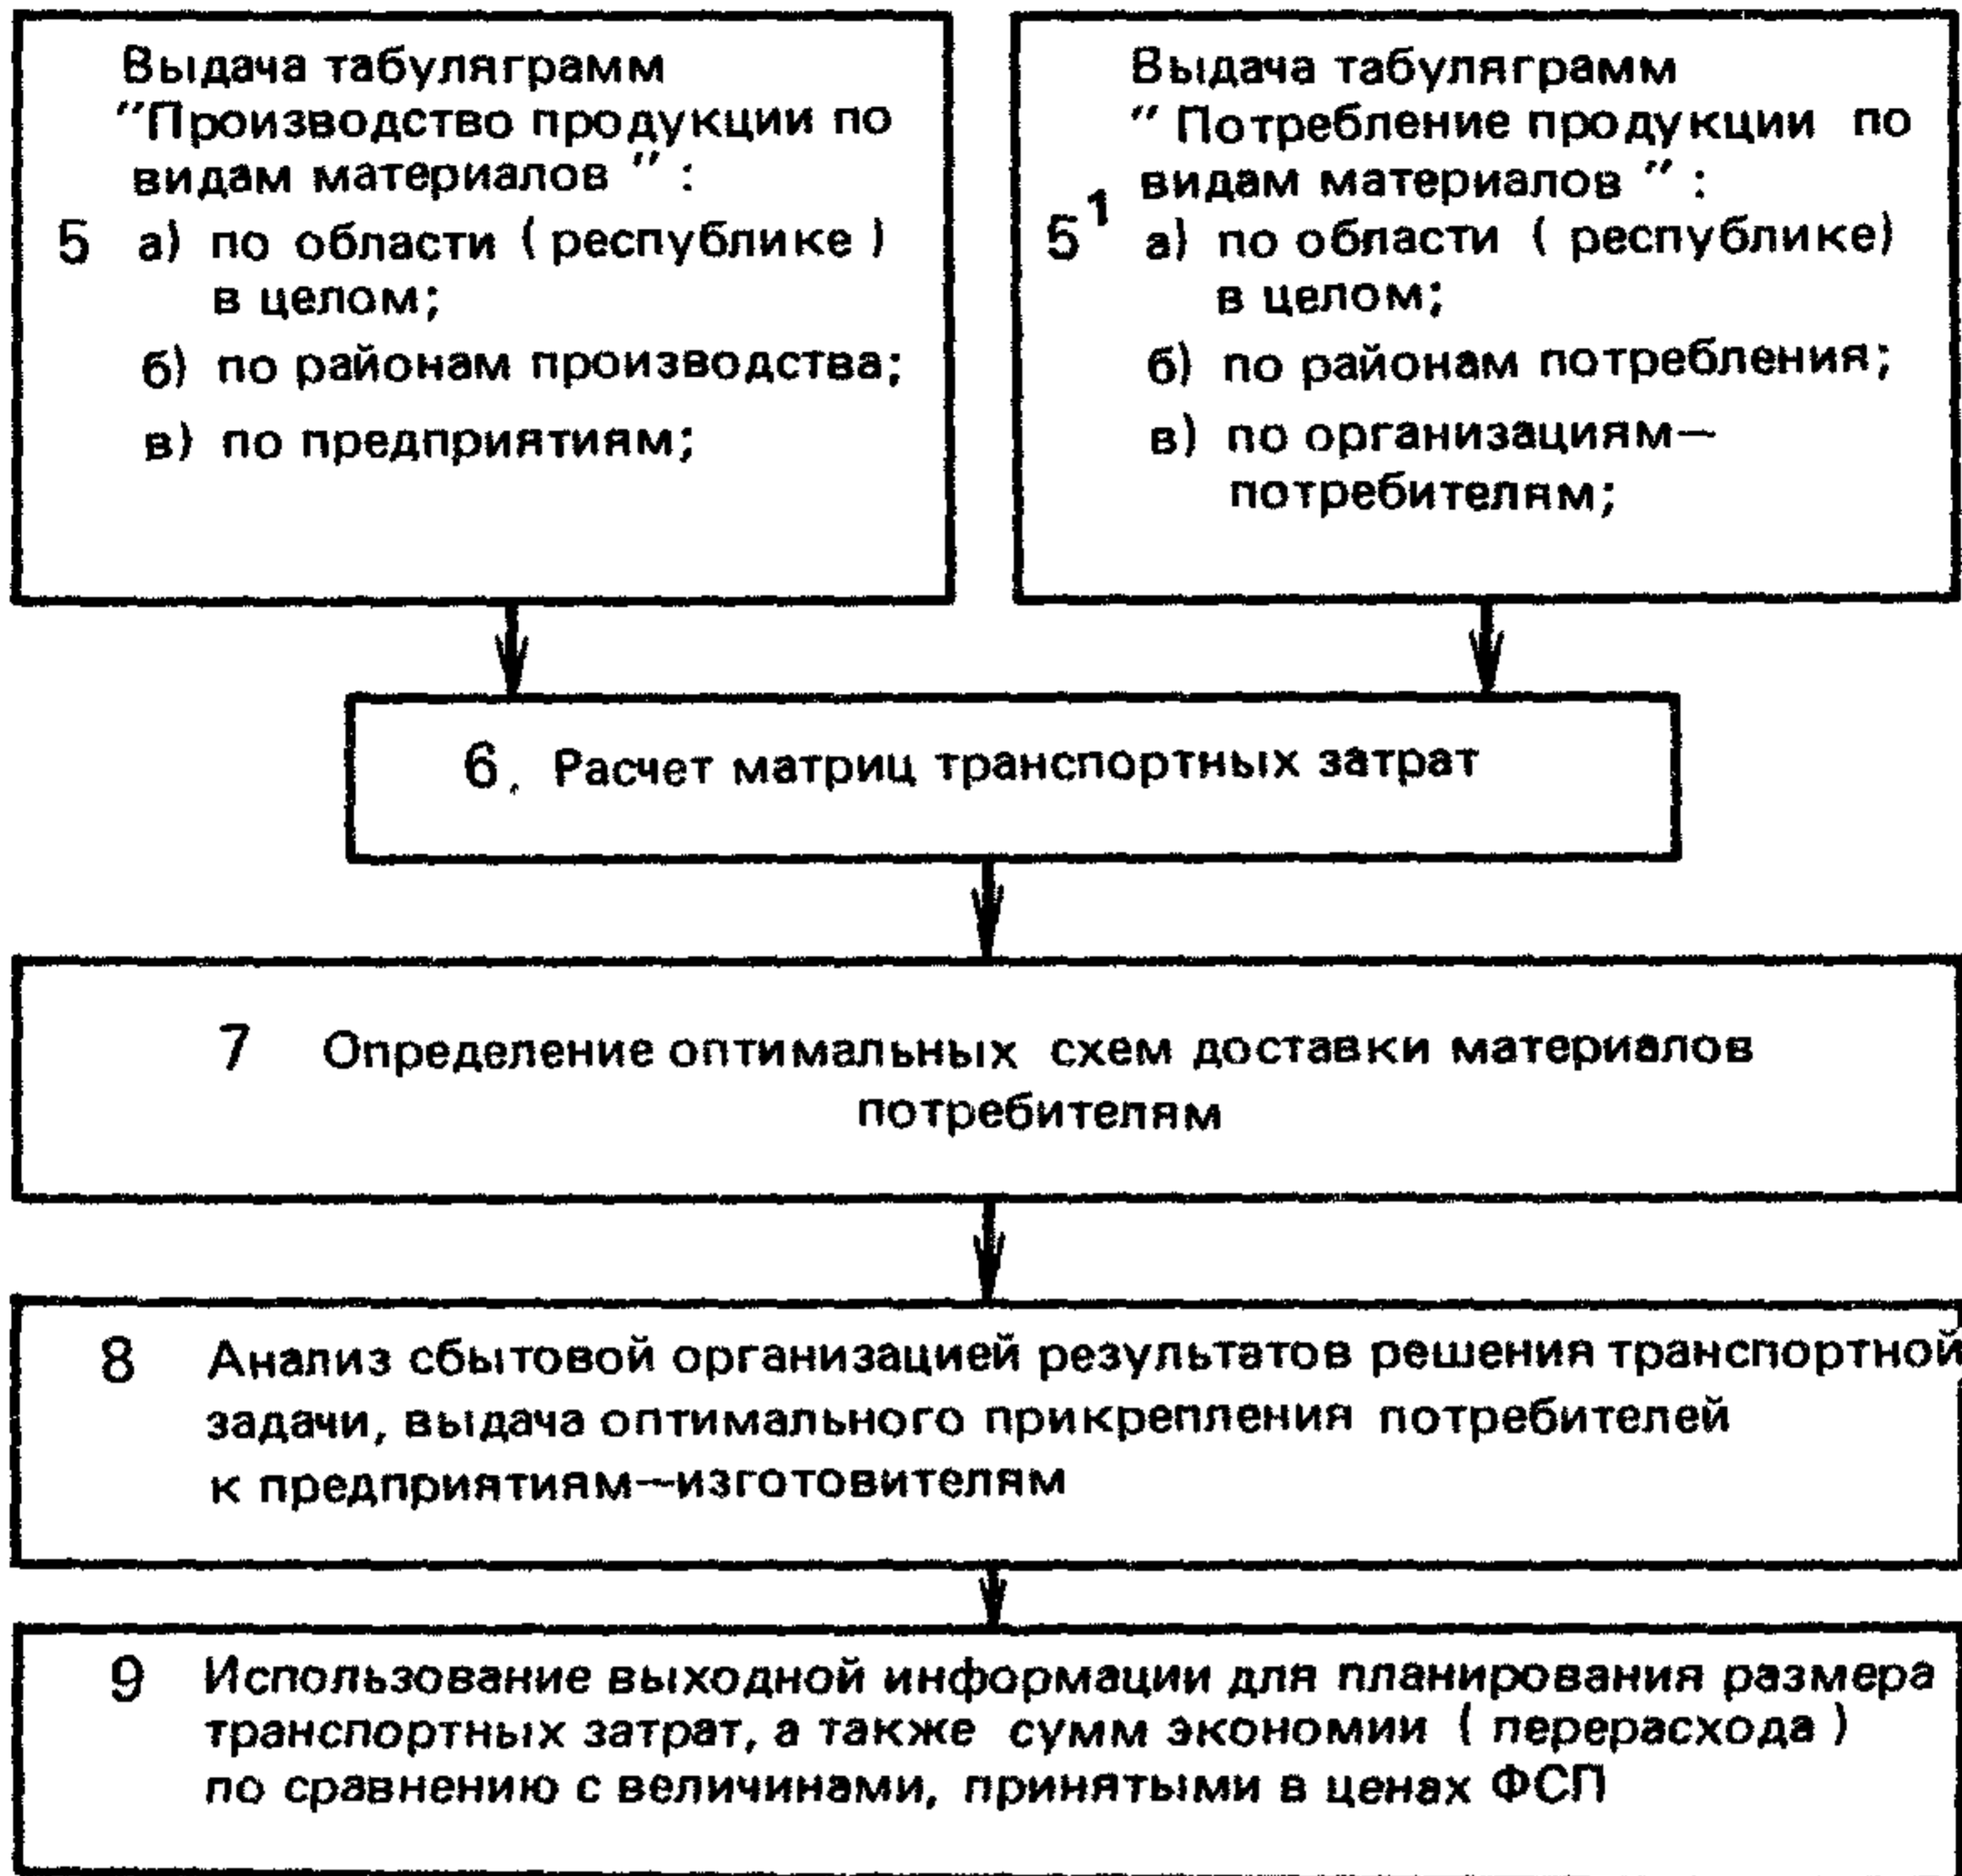 Выдача табуляграмм
"Производство продукции по
видам материалов " :
5 а) по области ( республике )
в целом;
б) по районам производства;
в) по предприятиям;
Выдача табуляграмм
" Потребление продукции по
видам материалов " :
5¹ а) по области ( республике)
в целом;
б) по районам потребления;
в) по организациям—
потребителям;
6. Расчет матриц транспортных затрат
7 Определение оптимальных схем доставки материалов
потребителям
8 Анализ сбытовой организацией результатов решения транспортной
задачи, выдача оптимального прикрепления потребителей
к предприятиям—изготовителям
9 Использование выходной информации для планирования размера
транспортных затрат, а также сумм экономии ( перерасхода )
по сравнению с величинами, принятыми в ценах ФСП